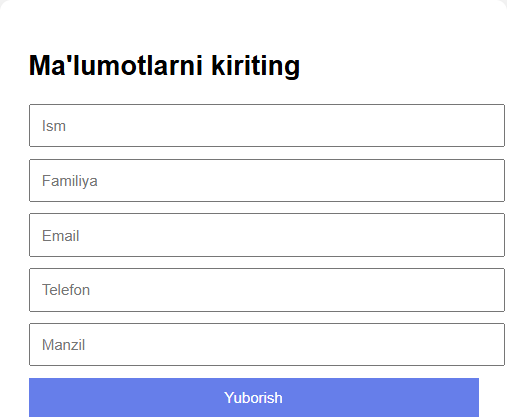 Ma'lumotlarni kiriting
Ism
Familiya
Email
Telefon
Manzil
Yuborish